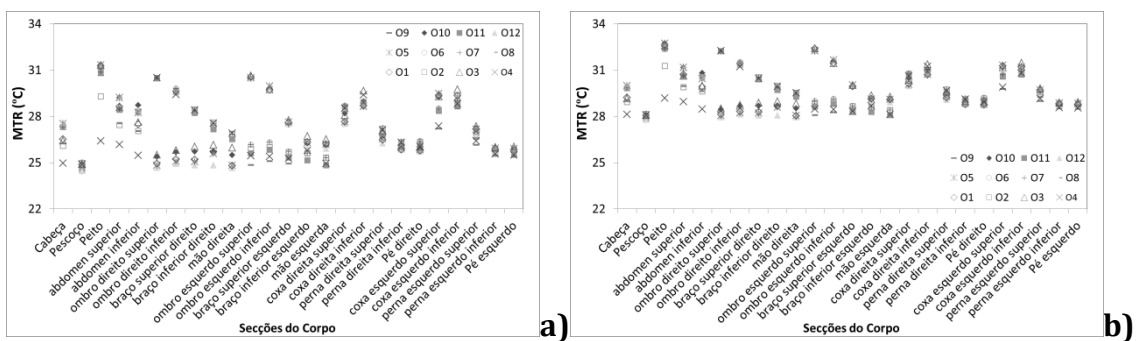 34
31
28
25
22
MTR (°C)
O9 O10 O11 O12
O5 O6 O7 O8
O1 O2 O3 O4
Cabeça
Pescoço
Peito
abdomen superior
abdomen inferior
ombro direito superior
ombro direito inferior
braço superior direito
braço inferior direito
mão direita
ombro esquerdo superior
ombro esquerdo inferior
braço superior esquerdo
braço inferior esquerdo
mão esquerda
coxa direita superior
coxa direita inferior
perna direita superior
perna direita inferior
Pé direito
coxa esquerdo superior
coxa esquerdo inferior
perna esquerdo superior
perna esquerdo inferior
Pé esquerdo
Secções do Corpo
a)
34
31
28
25
22
MTR (°C)
O9 O10 O11 O12
O5 O6 O7 O8
O1 O2 O3 O4
Cabeça
Pescoço
Peito
abdomen superior
abdomen inferior
ombro direito superior
ombro direito inferior
braço superior direito
braço inferior direito
mão direita
ombro esquerdo superior
ombro esquerdo inferior
braço superior esquerdo
braço inferior esquerdo
mão esquerda
coxa direita superior
coxa direita inferior
perna direita superior
perna direita inferior
Pé direito
coxa esquerdo superior
coxa esquerdo inferior
perna esquerdo superior
perna esquerdo inferior
Pé esquerdo
Secções do Corpo
b)